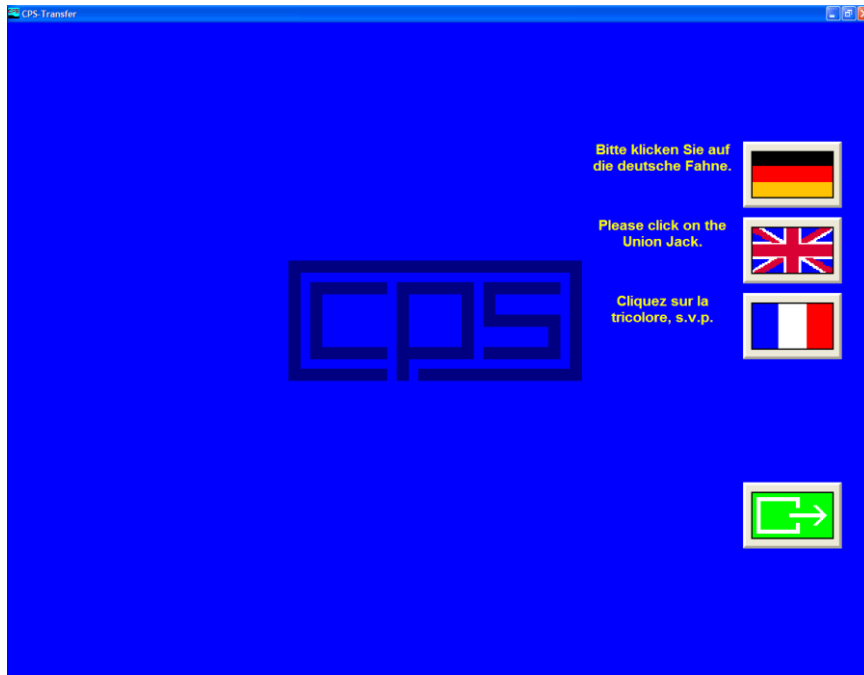 CPS-Transfer
Bitte klicken Sie auf
die deutsche Fahne.
Please click on the
Union Jack.
cps
Cliquez sur la
tricolore, s.v.p.